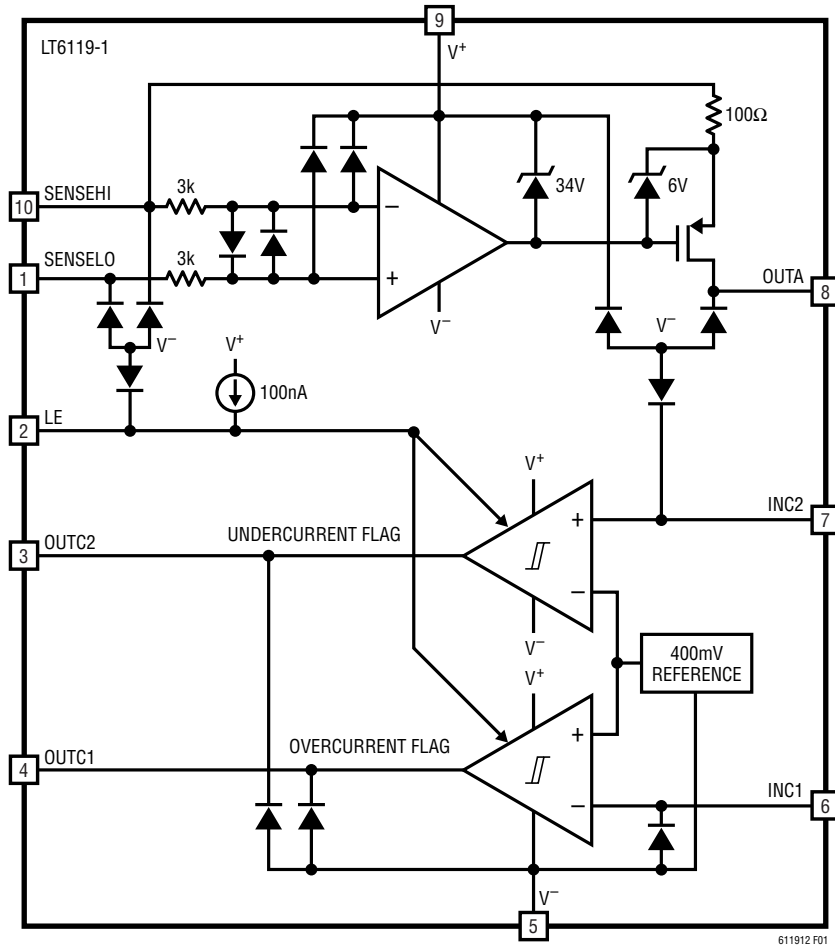 LT6119-1
9
V+
100Ω
34V
6V
3k
10
SENSEHI
−
3k
1
SENSELO
+
OUTA
8
V−
V−
V−
V+
100nA
2
LE
V+
+
INC2
7
UNDERCURRENT FLAG
3
OUTC2
−
V−
400mV
REFERENCE
V+
+
OVERCURRENT FLAG
4
OUTC1
−
INC1
6
V−
5
611912 F01